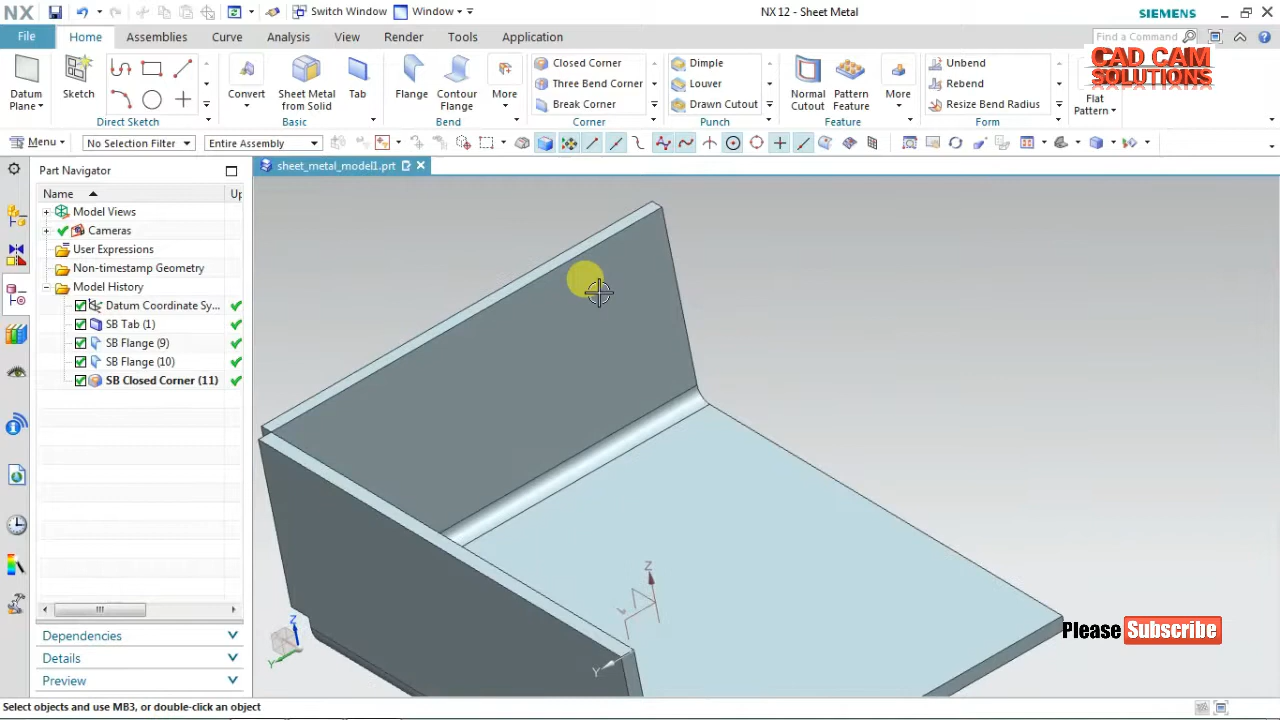 NX
Switch Window
Window
NX 12 - Sheet Metal
SIEMENS
File
Home
Assemblies
Curve
Analysis
View
Render
Tools
Application
Find a Command
CAD CAM
SOLUTIONS
Datum
Plane
Sketch
Direct Sketch
Convert
Sheet Metal
from Solid
Tab
Basic
Flange
Contour
Flange
More
Bend
Closed Corner
Three Bend Corner
Break Corner
Corner
Dimple
Louver
Drawn Cutout
Punch
Normal
Cutout
Pattern
Feature
More
Feature
Unbend
Rebend
Resize Bend Radius
Form
Flat
Pattern
Menu
No Selection Filter
Entire Assembly
Part Navigator
sheet_metal_model1.prt
Name
Up
Model Views
Cameras
User Expressions
Non-timestamp Geometry
Model History
Datum Coordinate Sy...
SB Tab (1)
SB Flange (9)
SB Flange (10)
SB Closed Corner (11)
Dependencies
Details
Preview
Z
Y
Z
Y
Please Subscribe
Select objects and use MB3, or double-click an object